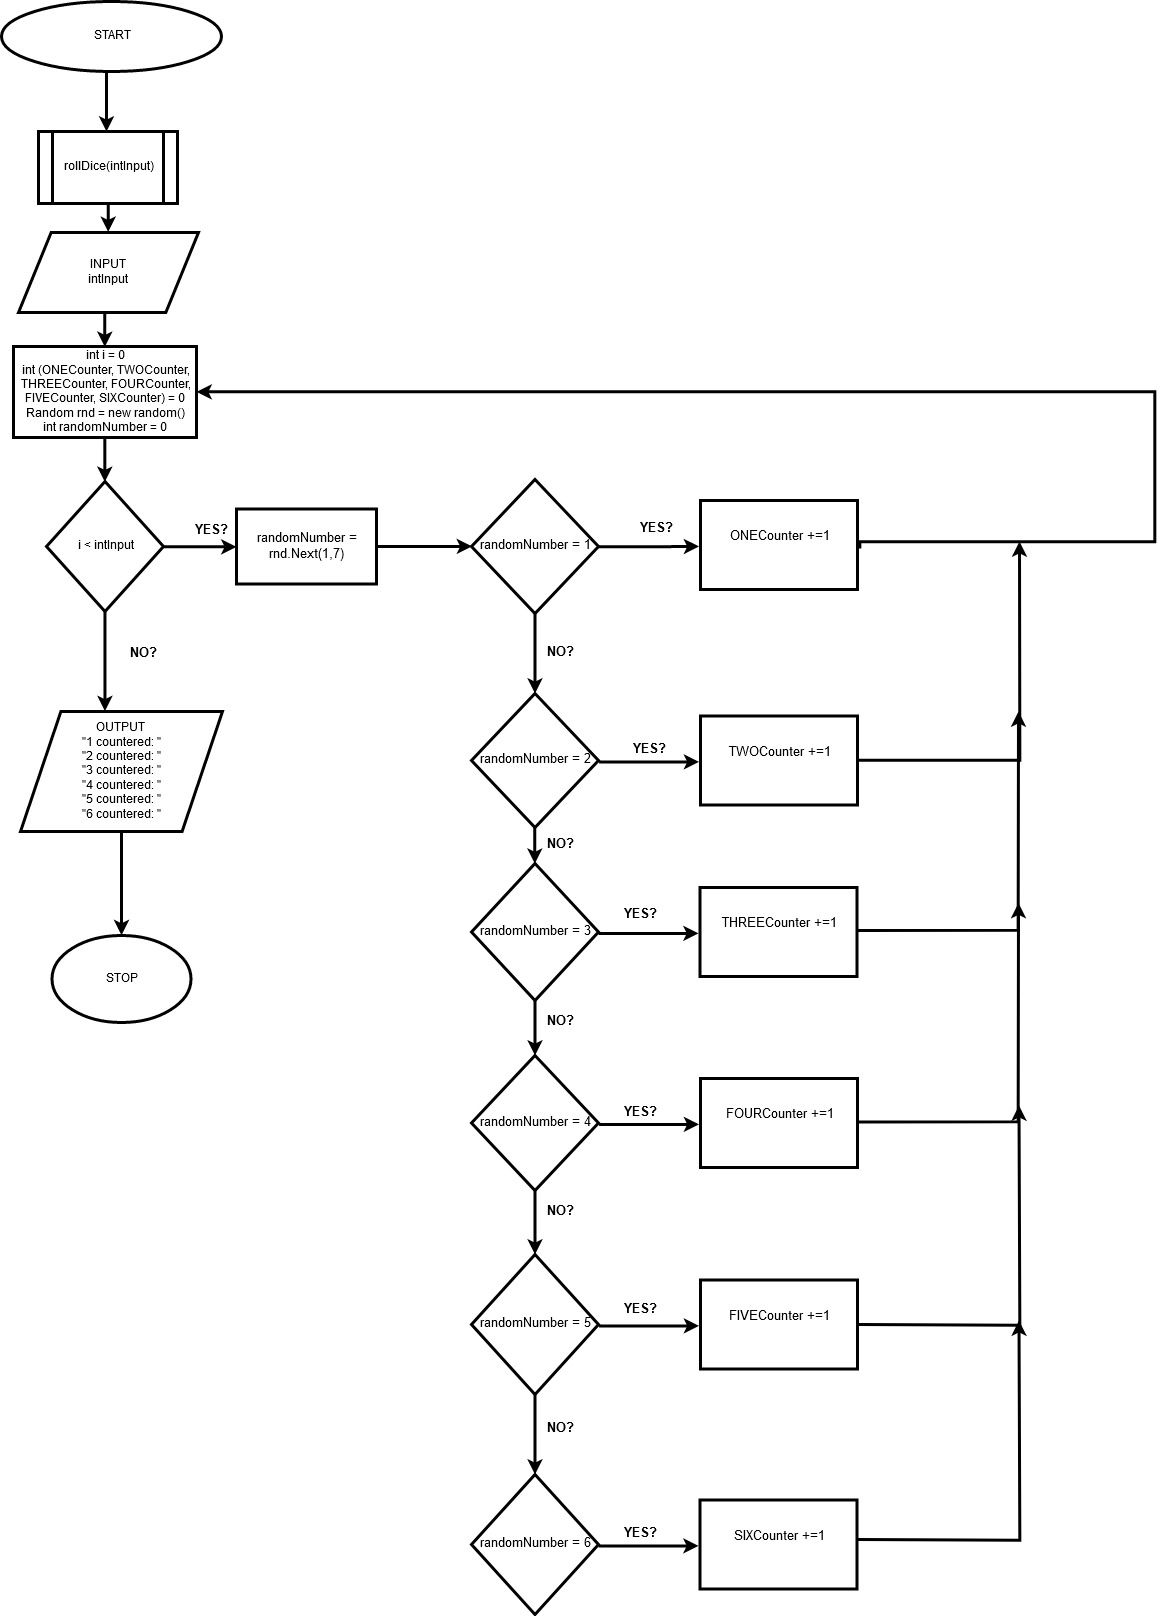 START
rollDice(intInput)
INPUT
intInput
int i = 0
int (ONECounter, TWOCounter,
THREECounter, FOURCounter,
FIVECounter, SIXCounter) = 0
Random rnd = new random()
int randomNumber = 0
i < intInput
YES?
randomNumber =
rnd.Next(1,7)
randomNumber = 1
YES?
ONECounter +=1
NO?
NO?
OUTPUT
"1 countered: "
"2 countered: "
"3 countered: "
"4 countered: "
"5 countered: "
"6 countered: "
STOP
randomNumber = 2
YES?
TWOCounter +=1
NO?
randomNumber = 3
YES?
THREECounter +=1
NO?
randomNumber = 4
YES?
FOURCounter +=1
NO?
randomNumber = 5
YES?
FIVECounter +=1
NO?
randomNumber = 6
YES?
SIXCounter +=1